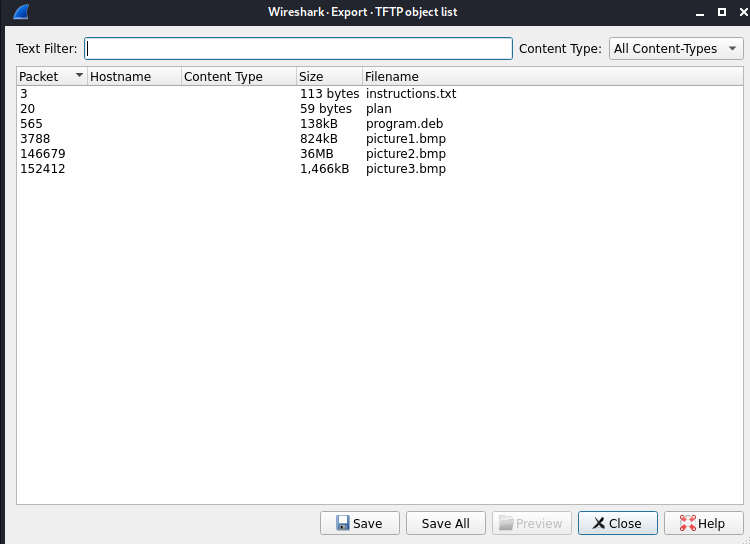 Wireshark · Export · TFTP object list
Text Filter: Content Type: All Content-Types
Packet Hostname Content Type Size Filename
3 113 bytes instructions.txt
20 59 bytes plan
565 138kB program.deb
3788 824kB picture1.bmp
146679 36MB picture2.bmp
152412 1,466kB picture3.bmp
Save Save All Preview Close Help